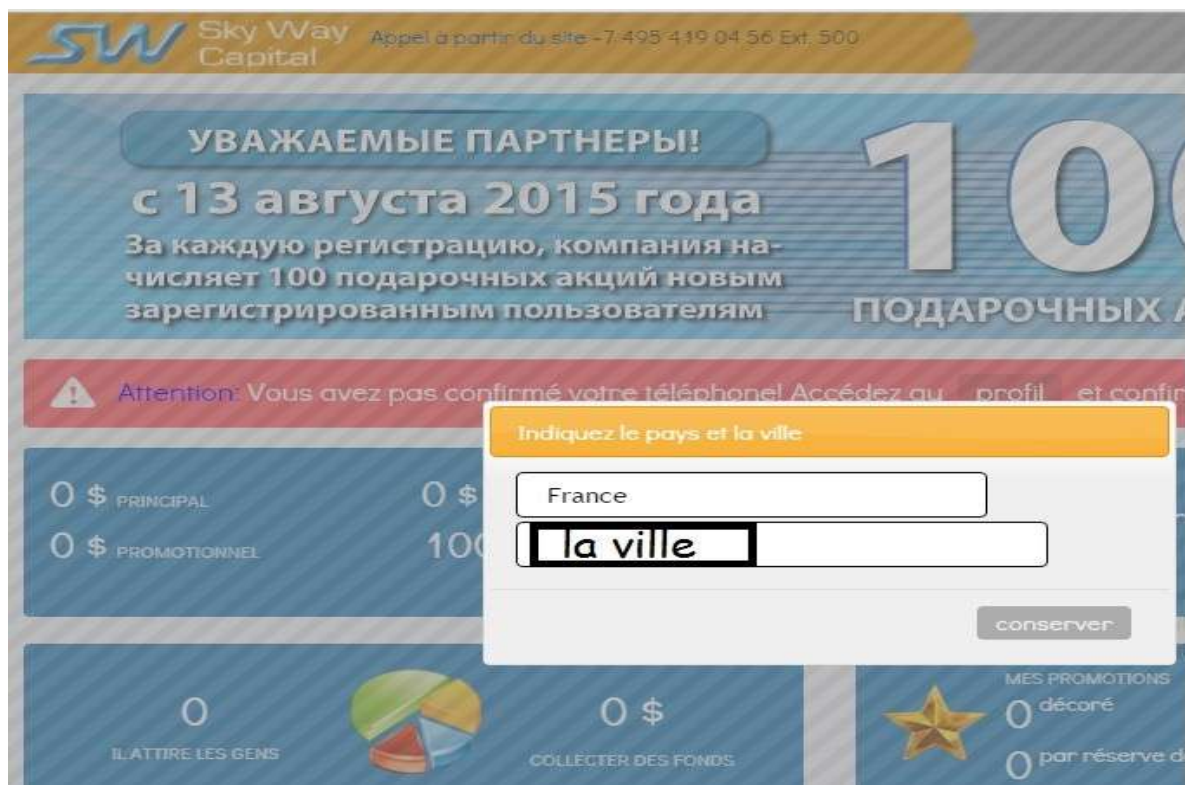 SW Sky Way Capital
Appel à partir du site -7 495 419 04 56 Ext. 500
УВАЖАЕМЫЕ ПАРТНЕРЫ!
с 13 августа 2015 года
За каждую регистрацию, компания на-
числяет 100 подарочных акций новым
зарегистрированным пользователям
100
ПОДАРОЧНЫХ А
Attention: Vous avez pas confirmé votre téléphone! Accédez au profil et confir
Indiquez le pays et la ville
France
la ville
conserver
0 $ PRINCIPAL
0 $
0 $ PROMOTIONNEL
100
0
IL ATTIRE LES GENS
0 $
COLLECTER DES FONDS
MES PROMOTIONS
0 décoré
0 par réserve d